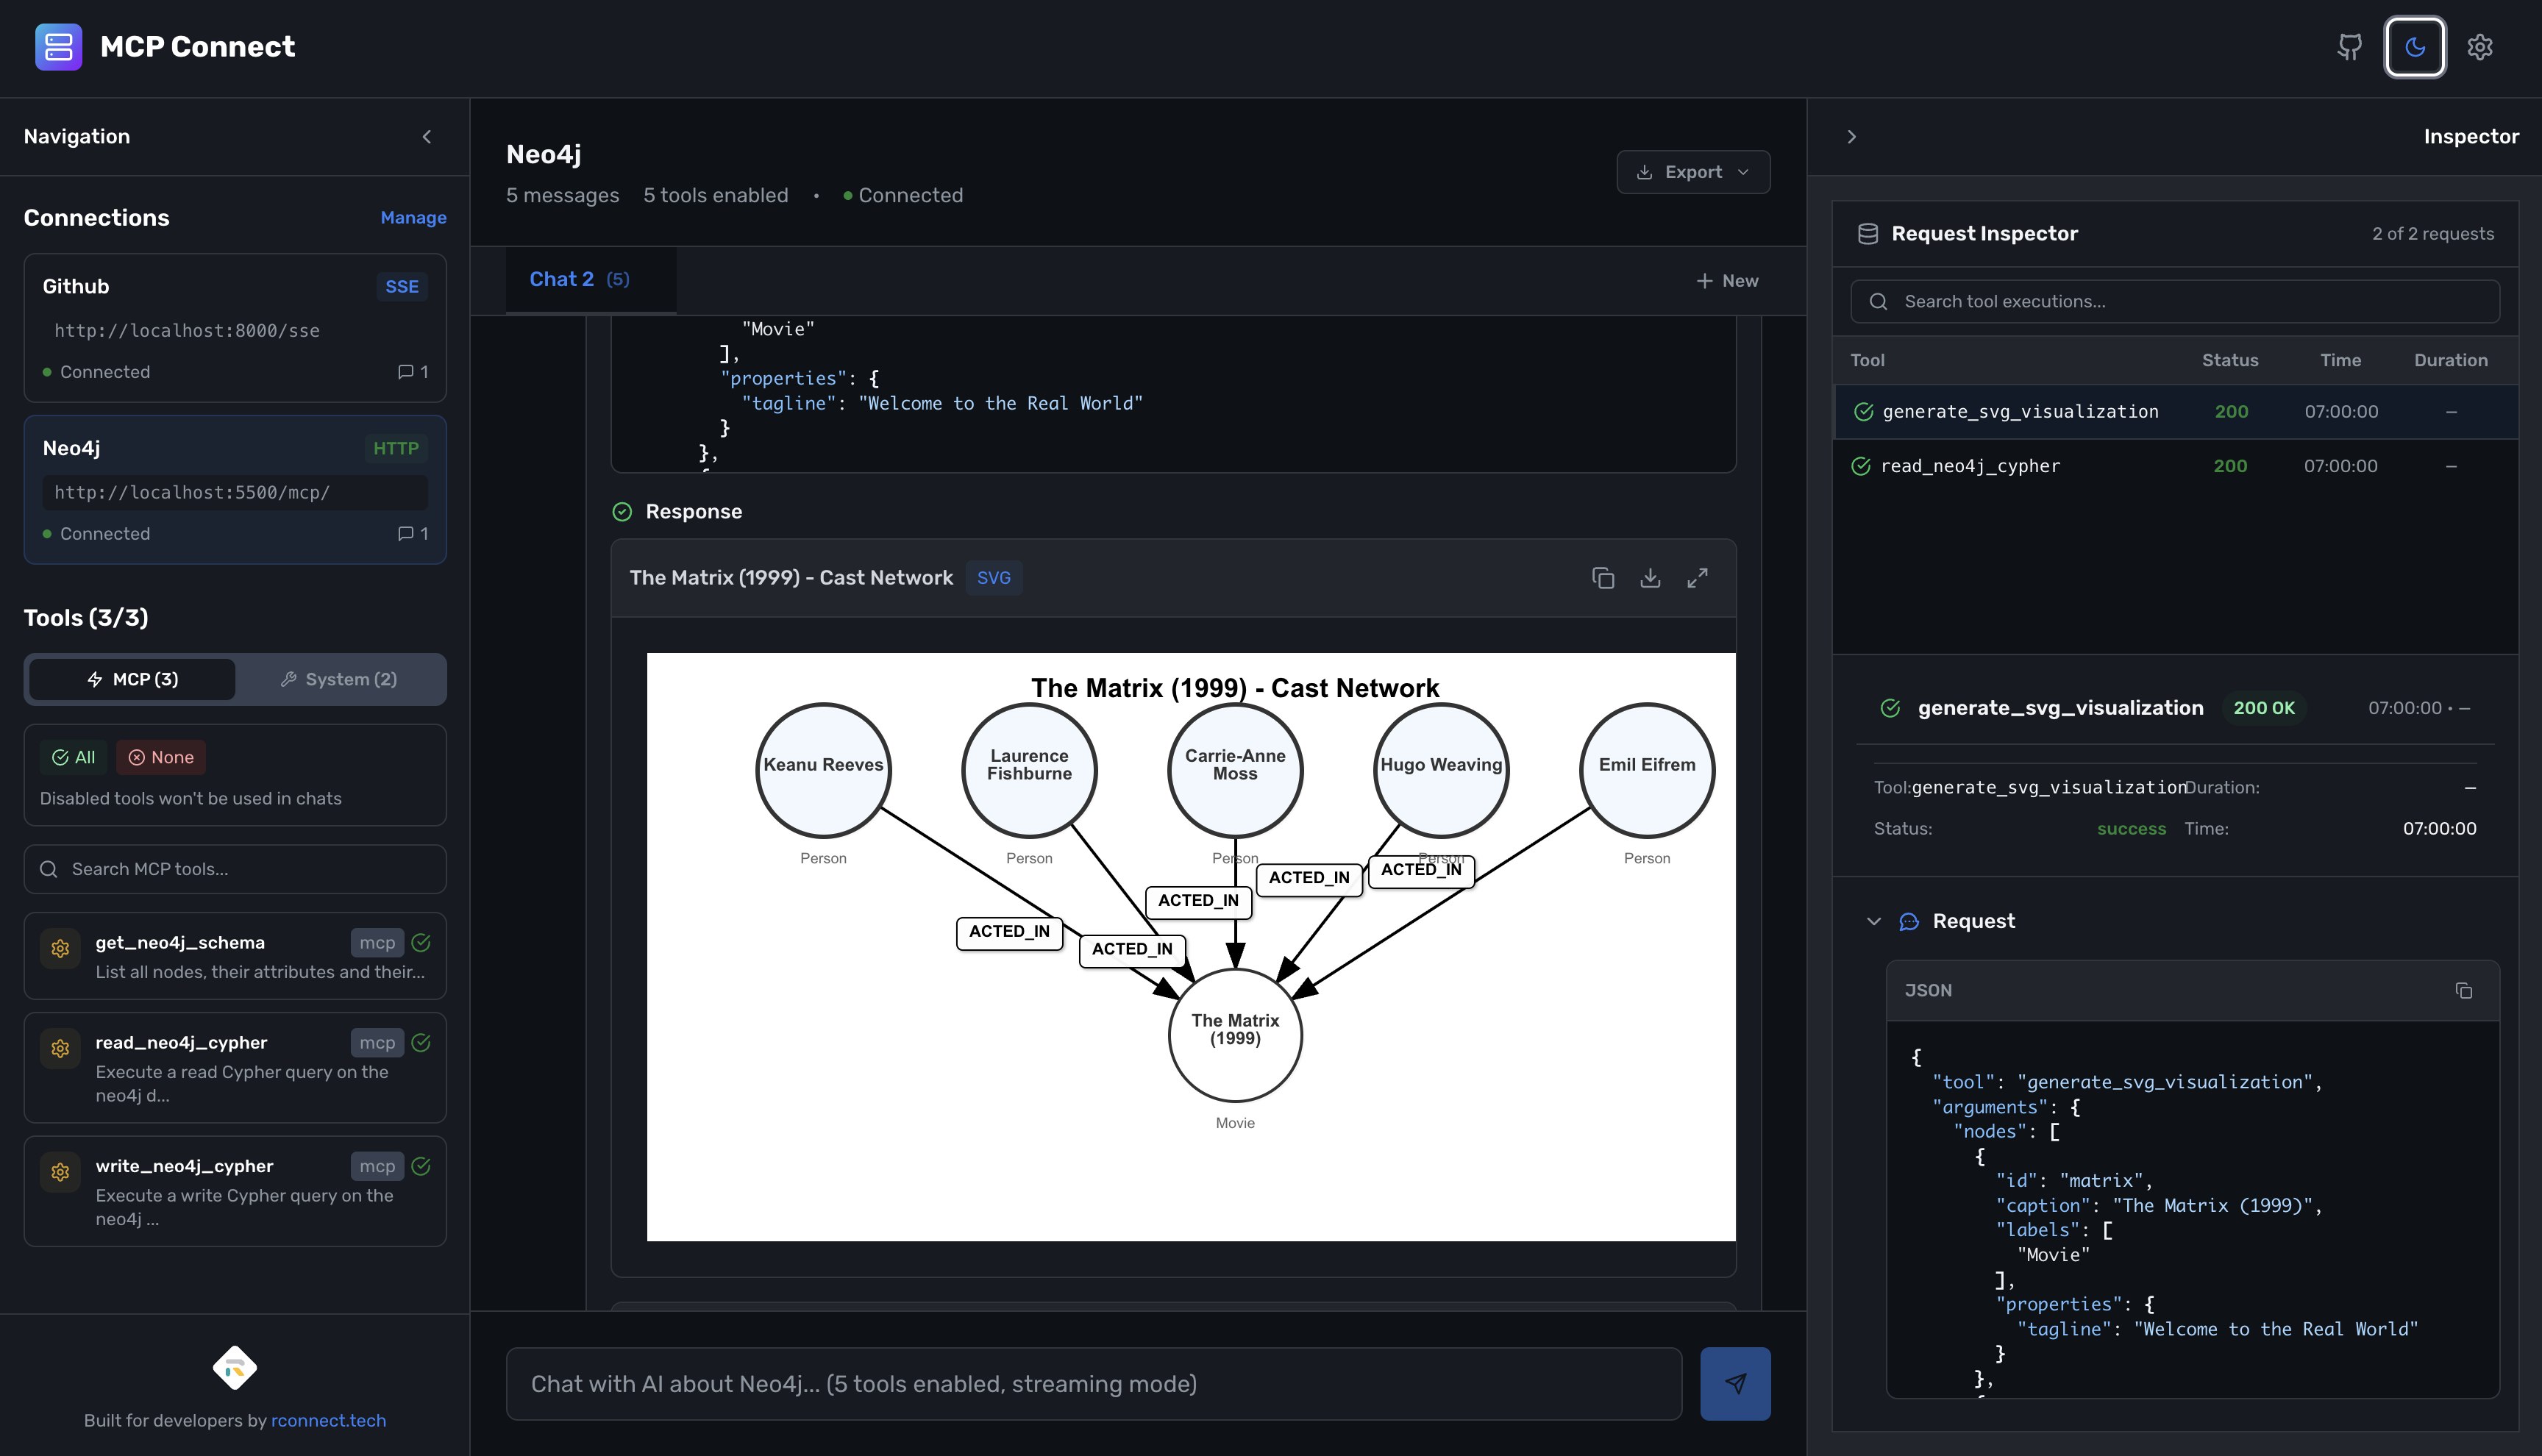 MCP Connect
Navigation
Connections
Manage
Github
SSE
http://localhost:8000/sse
Connected
1
Neo4j
HTTP
http://localhost:5500/mcp/
Connected
1
Tools (3/3)
MCP (3)
System (2)
All
None
Disabled tools won't be used in chats
Search MCP tools...
get_neo4j_schema
mcp
List all nodes, their attributes and their...
read_neo4j_cypher
mcp
Execute a read Cypher query on the
neo4j d...
write_neo4j_cypher
mcp
Execute a write Cypher query on the
neo4j ...
Built for developers by rconnect.tech
Neo4j
5 messages 5 tools enabled • Connected
Export
Chat 2 (5)
New
"Movie"
],
"properties": {
"tagline": "Welcome to the Real World"
}
},
Response
The Matrix (1999) - Cast Network
SVG
The Matrix (1999) - Cast Network
Keanu Reeves
Laurence
Fishburne
Carrie-Anne
Moss
Hugo Weaving
Emil Eifrem
Person
Person
Person
Person
Person
ACTED_IN
ACTED_IN
ACTED_IN
ACTED_IN
ACTED_IN
The Matrix
(1999)
Movie
Chat with AI about Neo4j... (5 tools enabled, streaming mode)
Inspector
Request Inspector
2 of 2 requests
Search tool executions...
Tool Status Time Duration
generate_svg_visualization 200 07:00:00 —
read_neo4j_cypher 200 07:00:00 —
generate_svg_visualization 200 OK 07:00:00 • —
Tool: generate_svg_visualization Duration: —
Status: success Time: 07:00:00
Request
JSON
{
"tool": "generate_svg_visualization",
"arguments": {
"nodes": [
{
"id": "matrix",
"caption": "The Matrix (1999)",
"labels": [
"Movie"
],
"properties": {
"tagline": "Welcome to the Real World"
}
},